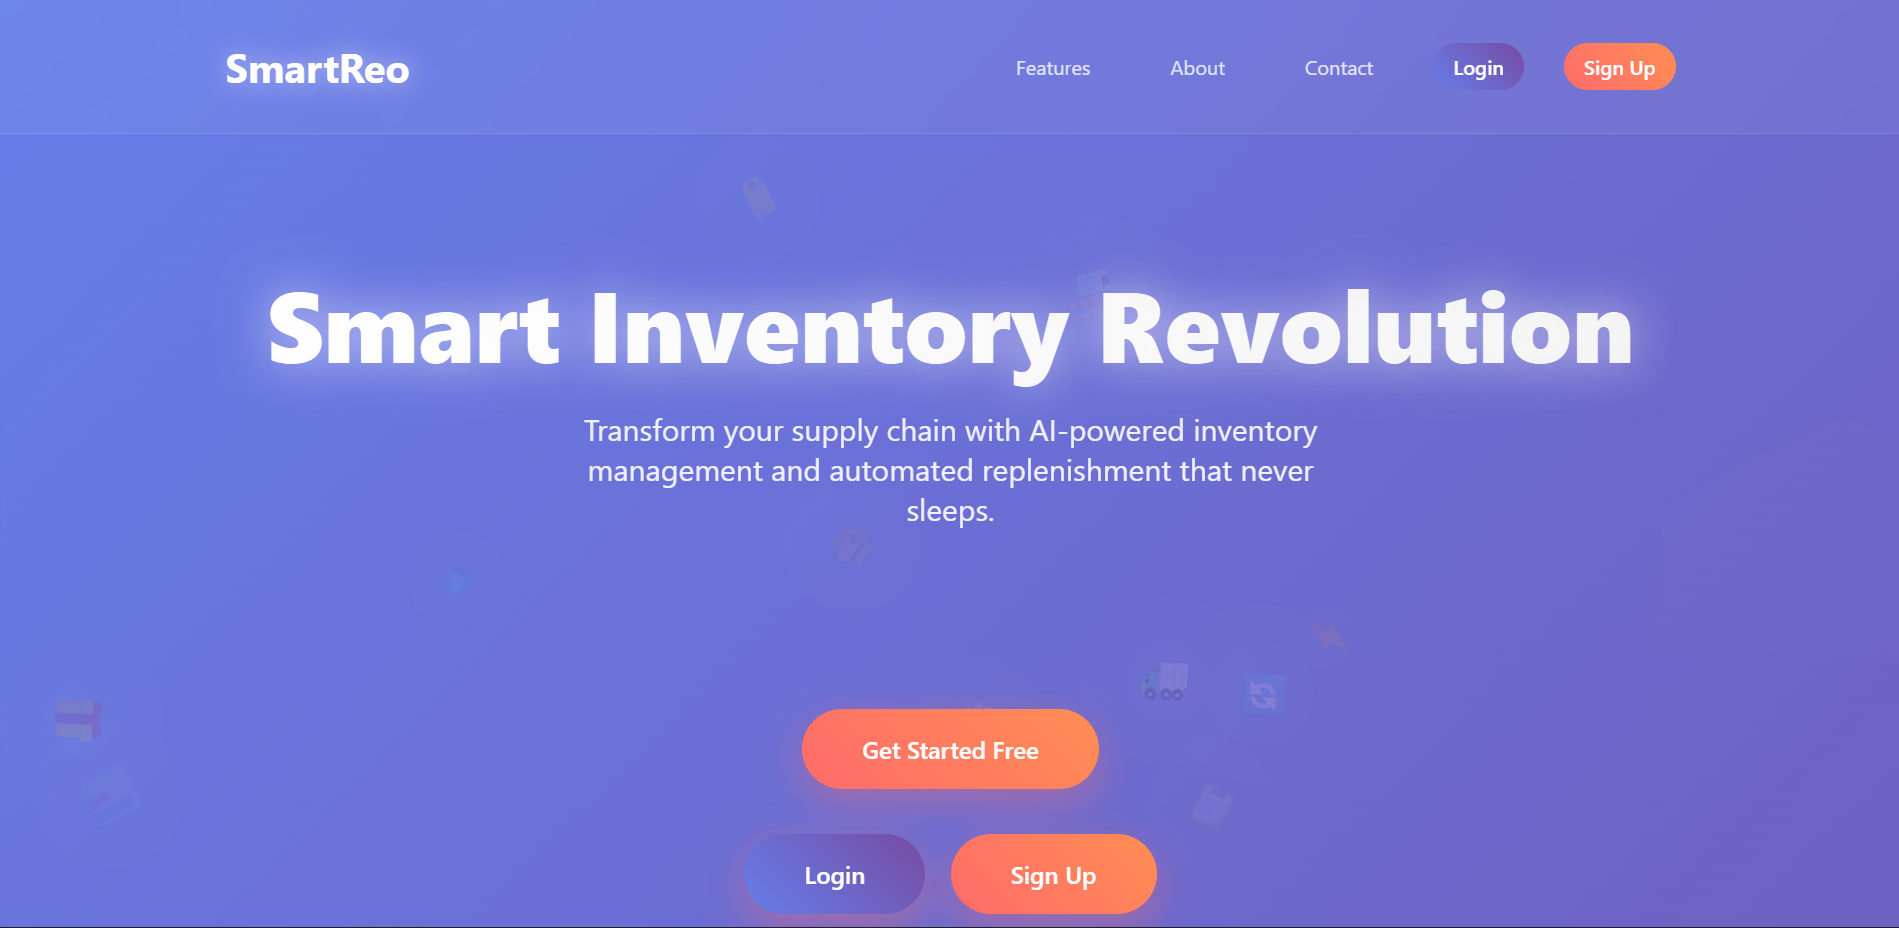 SmartReo
Features
About
Contact
Login
Sign Up
Smart Inventory Revolution
Transform your supply chain with AI-powered inventory
management and automated replenishment that never
sleeps.
Get Started Free
Login
Sign Up